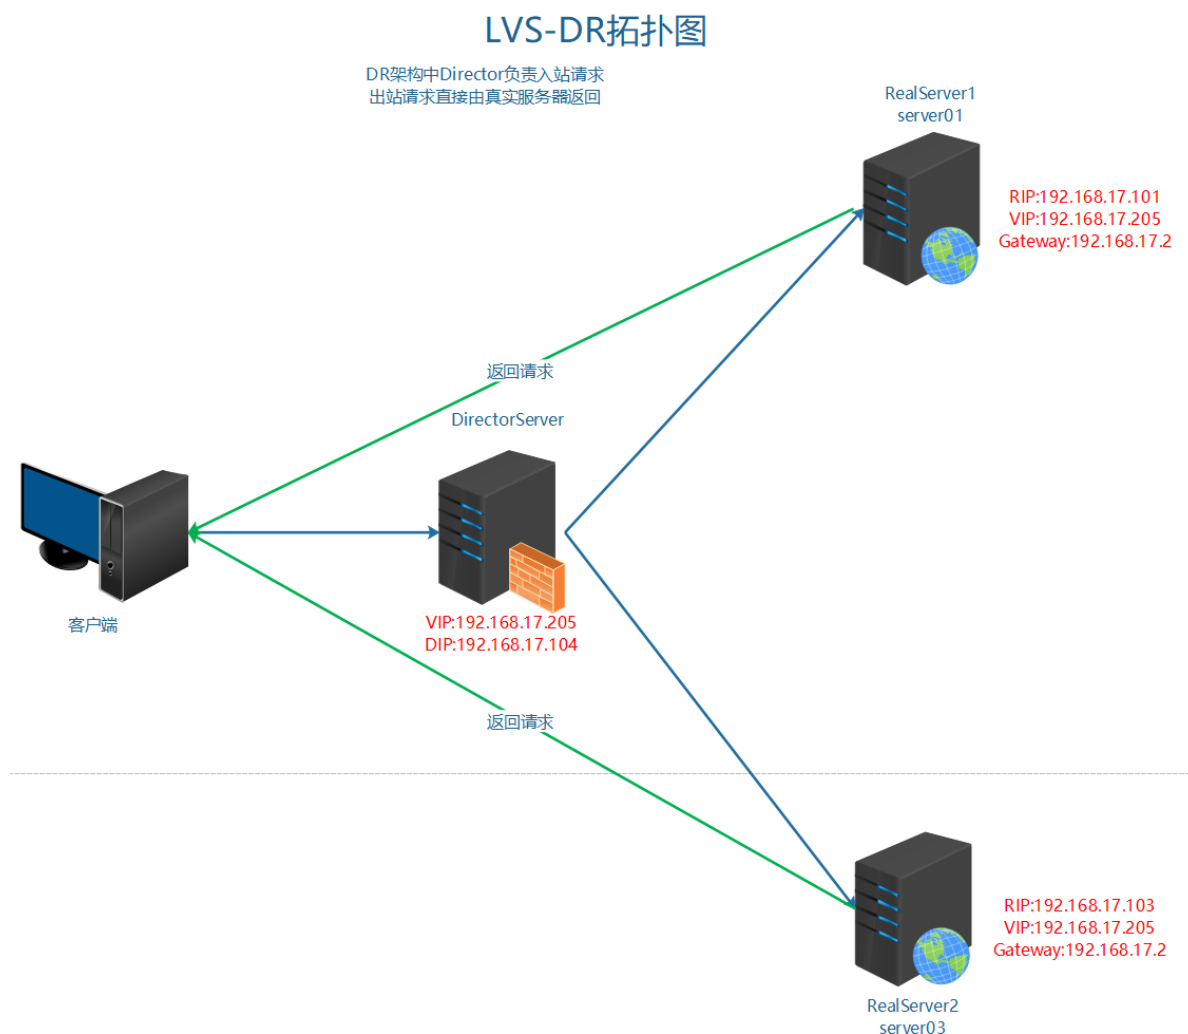 LVS-DR拓扑图
DR架构中Director负责入站请求
出站请求直接由真实服务器返回
RealServer1
server01
RIP:192.168.17.101
VIP:192.168.17.205
Gateway:192.168.17.2
返回请求
DirectorServer
客户端
VIP:192.168.17.205
DIP:192.168.17.104
返回请求
RIP:192.168.17.103
VIP:192.168.17.205
Gateway:192.168.17.2
RealServer2
server03